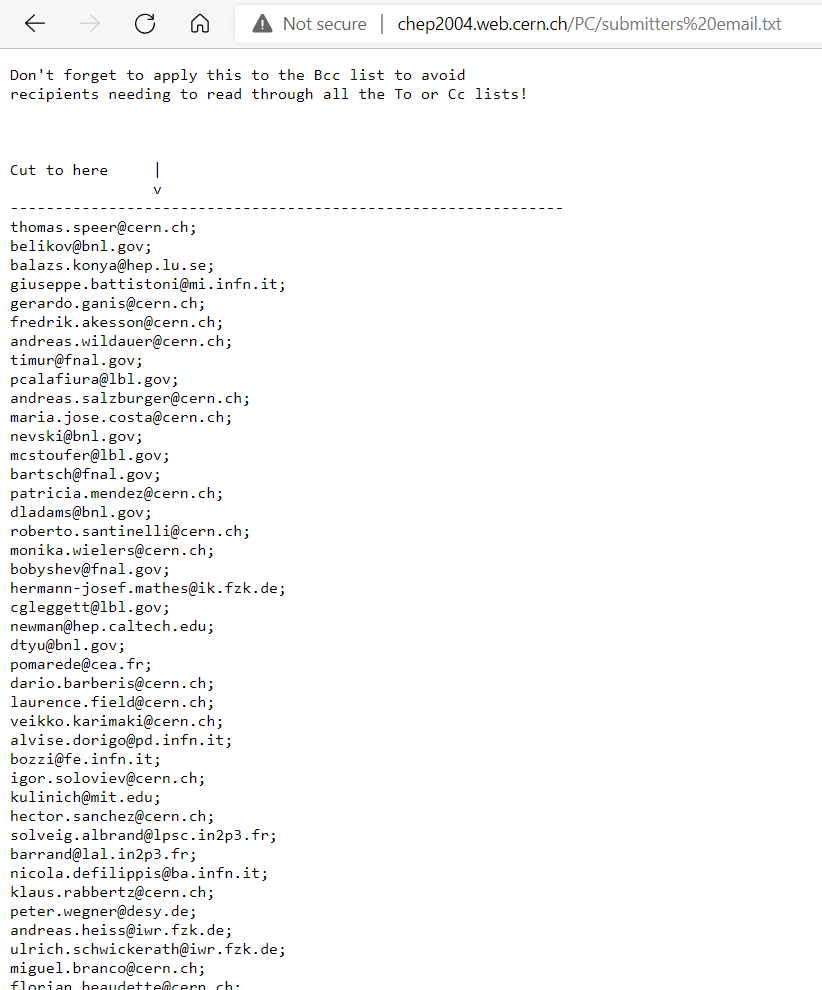 Not secure | chep2004.web.cern.ch/PC/submitters%20email.txt
Don't forget to apply this to the Bcc list to avoid
recipients needing to read through all the To or Cc lists!
Cut to here |
v
-------------------------------------------------------------
thomas.speer@cern.ch;
belikov@bnl.gov;
balazs.konya@hep.lu.se;
giuseppe.battistoni@mi.infn.it;
gerardo.ganis@cern.ch;
fredrik.akesson@cern.ch;
andreas.wildauer@cern.ch;
timur@fnal.gov;
pcalafiura@lbl.gov;
andreas.salzburger@cern.ch;
maria.jose.costa@cern.ch;
nevski@bnl.gov;
mcstoufer@lbl.gov;
bartsch@fnal.gov;
patricia.mendez@cern.ch;
dladams@bnl.gov;
roberto.santinelli@cern.ch;
monika.wielers@cern.ch;
bobyshev@fnal.gov;
hermann-josef.mathes@ik.fzk.de;
cgleggett@lbl.gov;
newman@hep.caltech.edu;
dtyu@bnl.gov;
pomarede@cea.fr;
dario.barberis@cern.ch;
laurence.field@cern.ch;
veikko.karimaki@cern.ch;
alvise.dorigo@pd.infn.it;
bozzi@fe.infn.it;
igor.soloviev@cern.ch;
kulinich@mit.edu;
hector.sanchez@cern.ch;
solveig.albrand@lpsc.in2p3.fr;
barrand@lal.in2p3.fr;
nicola.defilippis@ba.infn.it;
klaus.rabbertz@cern.ch;
peter.wegner@desy.de;
andreas.heiss@iwr.fzk.de;
ulrich.schwickerath@iwr.fzk.de;
miguel.branco@cern.ch;
florian.beaudette@cern.ch;